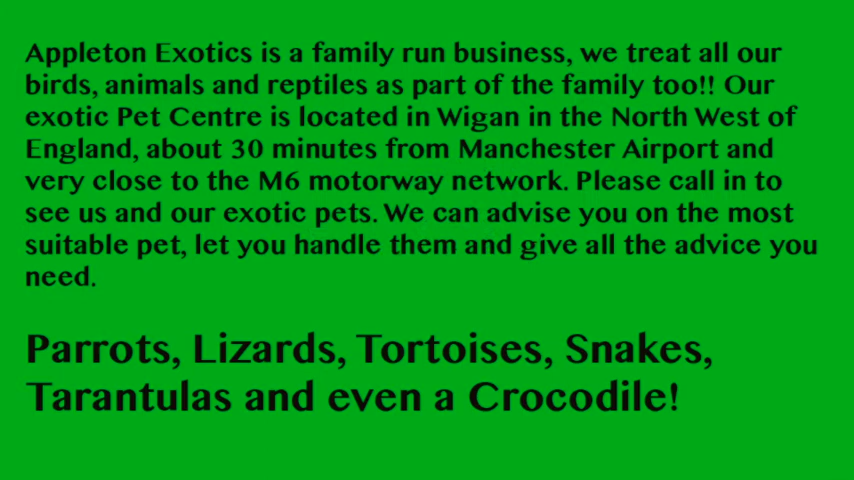 Appleton Exotics is a family run business, we treat all our
birds, animals and reptiles as part of the family too!! Our
exotic Pet Centre is located in Wigan in the North West of
England, about 30 minutes from Manchester Airport and
very close to the M6 motorway network. Please call in to
see us and our exotic pets. We can advise you on the most
suitable pet, let you handle them and give all the advice you
need.
Parrots, Lizards, Tortoises, Snakes,
Tarantulas and even a Crocodile!